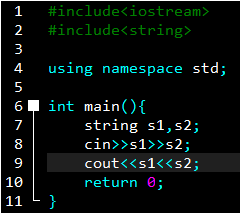 1 #include<iostream>
2 #include<string>
3
4 using namespace std;
5
6 int main(){
7 string s1,s2;
8 cin>>s1>>s2;
9 cout<<s1<<s2;
10 return 0;
11 }